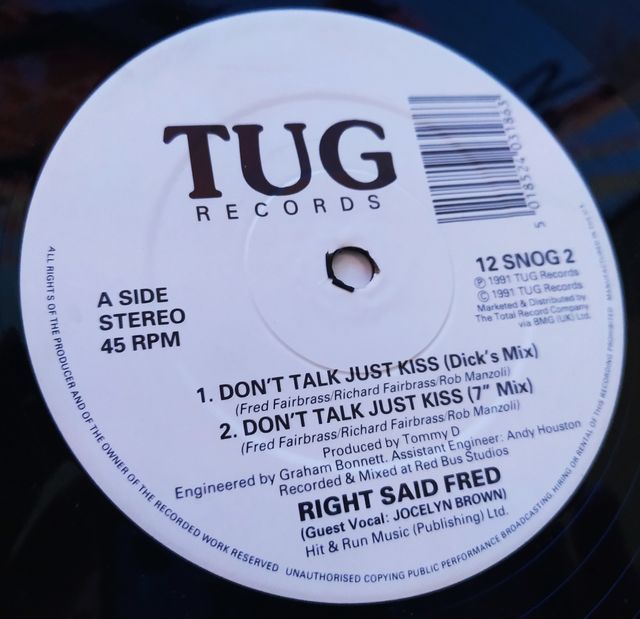 TUG
RECORDS
5 018524 031863
12 SNOG 2
℗ 1991 TUG Records
© 1991 TUG Records
Marketed & Distributed by
The Total Record Company
via BMG (UK) Ltd.
A SIDE
STEREO
45 RPM
1. DON'T TALK JUST KISS (Dick's Mix)
(Fred Fairbrass/Richard Fairbrass/Rob Manzoli)
2. DON'T TALK JUST KISS (7" Mix)
(Fred Fairbrass/Richard Fairbrass/Rob Manzoli)
Produced by Tommy D
Engineered by Graham Bonnett. Assistant Engineer: Andy Houston
Recorded & Mixed at Red Bus Studios
RIGHT SAID FRED
(Guest Vocal: JOCELYN BROWN)
Hit & Run Music (Publishing) Ltd.
ALL RIGHTS OF THE PRODUCER AND OF THE OWNER OF THE RECORDED WORK RESERVED UNAUTHORISED COPYING PUBLIC PERFORMANCE BROADCASTING HIRING OR RENTAL OF THIS RECORDING PROHIBITED MANUFACTURED IN